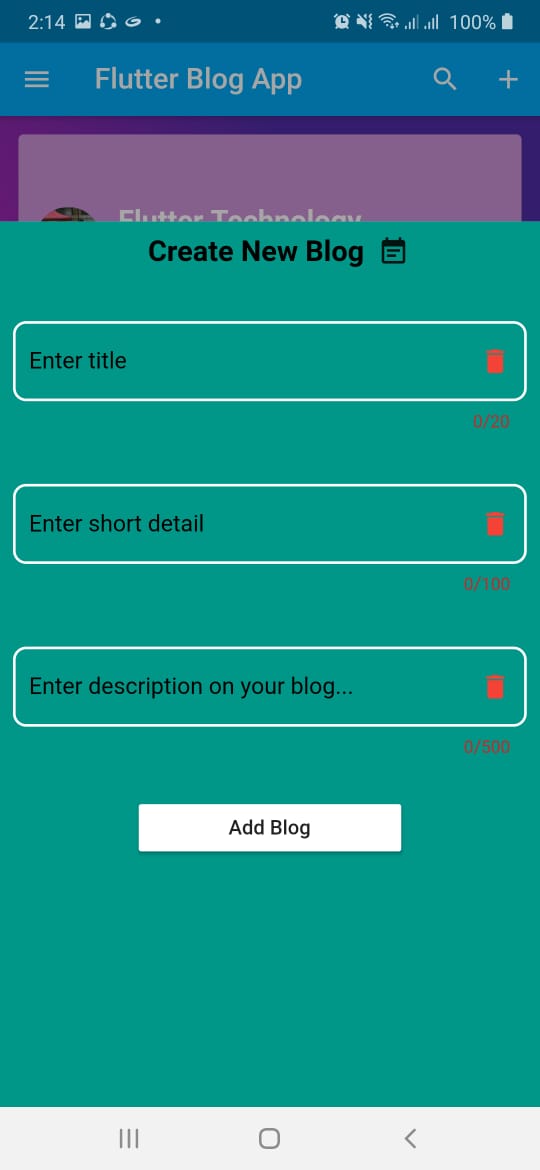 2:14 100%
Flutter Blog App
Flutter Technology
Create New Blog
Enter title
0/20
Enter short detail
0/100
Enter description on your blog...
0/500
Add Blog